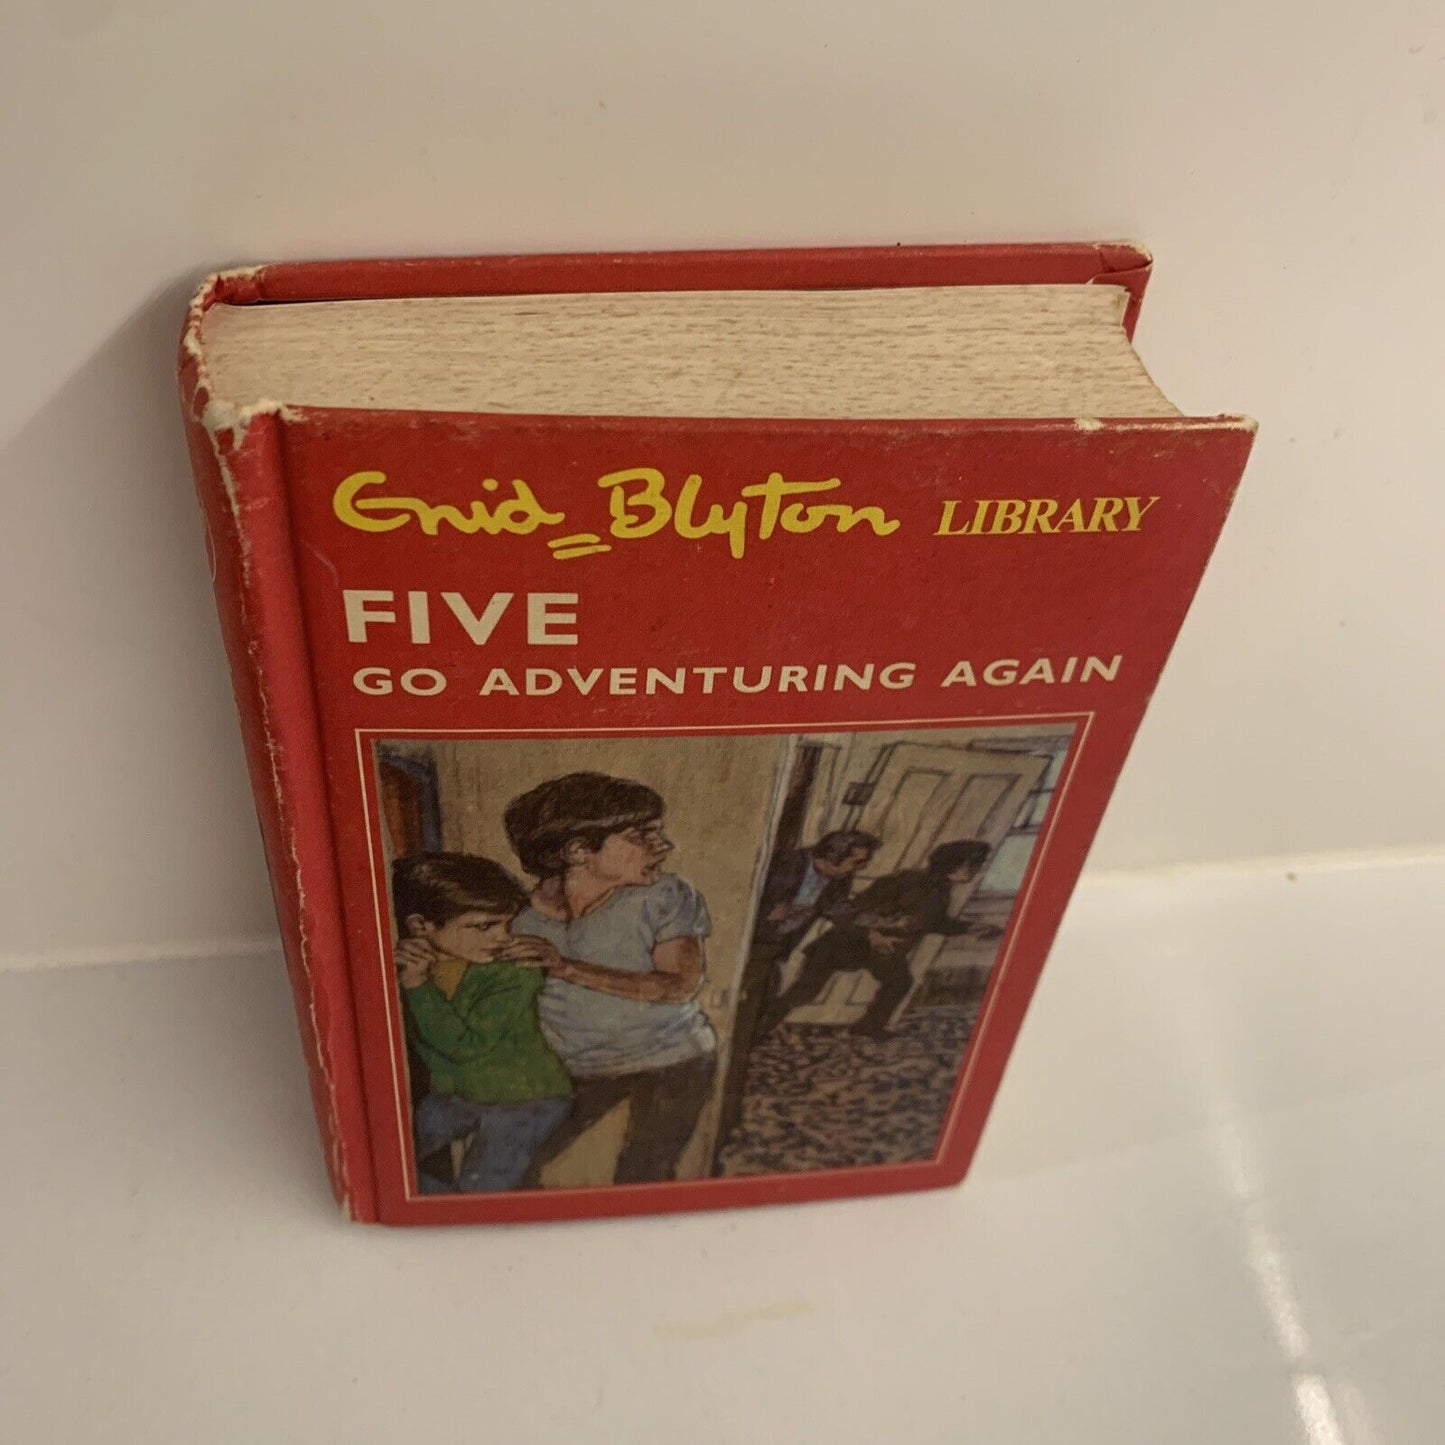 Enid Blyton LIBRARY
FIVE
GO ADVENTURING AGAIN